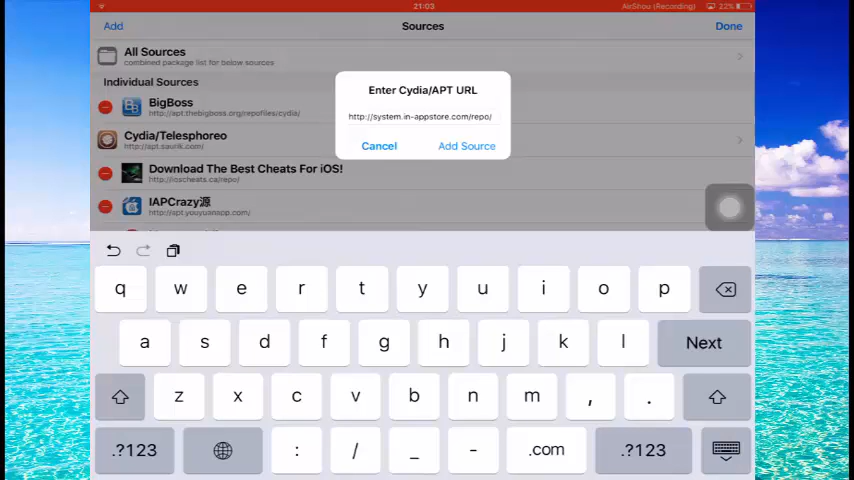 21:03
AirShou (Recording)
22%
Add
Sources
Done
All Sources
combined package list for below sources
Individual Sources
BigBoss
http://apt.thebigboss.org/repofiles/cydia/
Cydia/Telesphoreo
http://apt.saurik.com/
Download The Best Cheats For iOS!
http://ioscheats.ca/repo/
IAPCrazy源
http://apt.youyuanapp.com/
Enter Cydia/APT URL
http://system.in-appstore.com/repo/
Cancel
Add Source
q w e r t y u i o p
a s d f g h j k l Next
z x c v b n m , .
.?123 : / _ - .com .?123